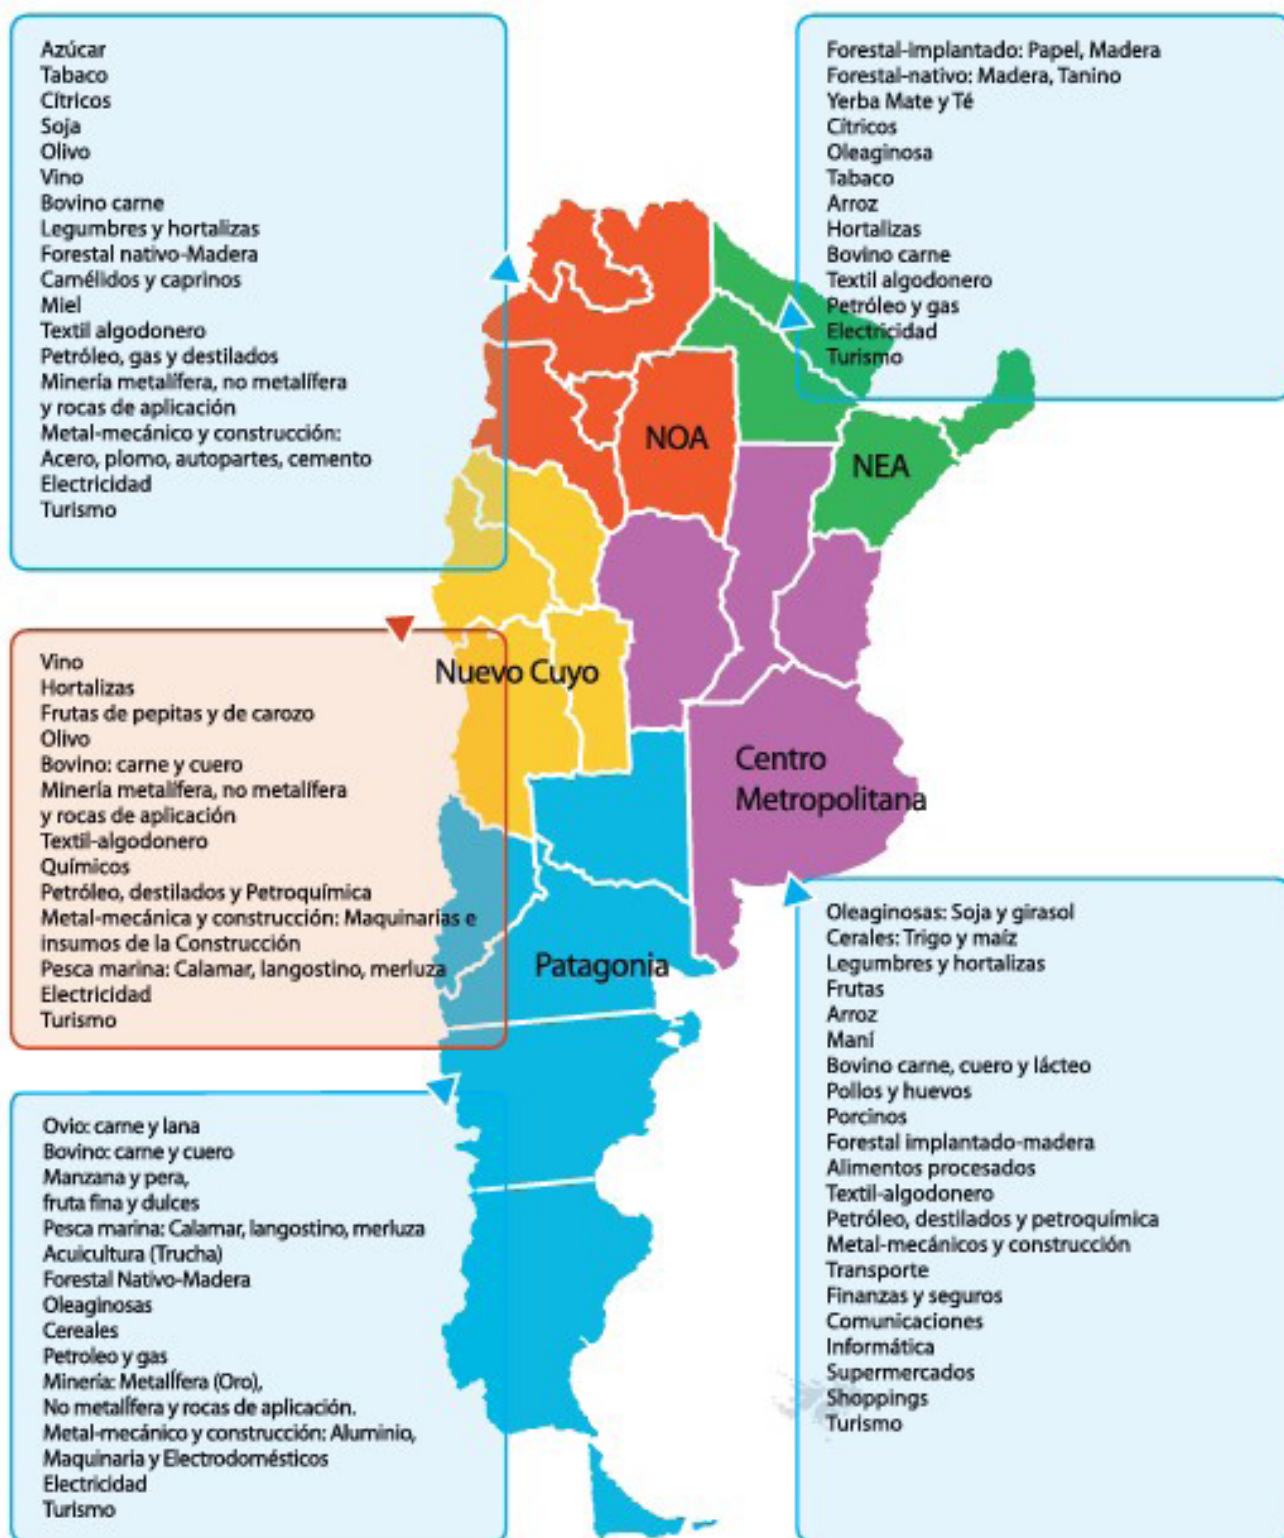 Azúcar
Tabaco
Cítricos
Soja
Olivo
Vino
Bovino carne
Legumbres y hortalizas
Forestal nativo-Madera
Camélidos y caprinos
Miel
Textil algodonero
Petróleo, gas y destilados
Minería metalífera, no metalífera
y rocas de aplicación
Metal-mecánico y construcción:
Acero, plomo, autopartes, cemento
Electricidad
Turismo
Forestal-implantado: Papel, Madera
Forestal-nativo: Madera, Tanino
Yerba Mate y Té
Cítricos
Oleaginosa
Tabaco
Arroz
Hortalizas
Bovino carne
Textil algodonero
Petróleo y gas
Electricidad
Turismo
NOA
NEA
Nuevo Cuyo
Centro
Metropolitana
Patagonia
Vino
Hortalizas
Frutas de pepitas y de carozo
Olivo
Bovino: carne y cuero
Minería metalífera, no metalífera
y rocas de aplicación
Textil-algodonero
Químicos
Petróleo, destilados y Petroquímica
Metal-mecánica y construcción: Maquinarias e
insumos de la Construcción
Pesca marina: Calamar, langostino, merluza
Electricidad
Turismo
Ovio: carne y lana
Bovino: carne y cuero
Manzana y pera,
fruta fina y dulces
Pesca marina: Calamar, langostino, merluza
Acuicultura (Trucha)
Forestal Nativo-Madera
Oleaginosas
Cereales
Petroleo y gas
Minería: Metalífera (Oro),
No metalífera y rocas de aplicación.
Metal-mecánico y construcción: Aluminio,
Maquinaria y Electrodomésticos
Electricidad
Turismo
Oleaginosas: Soja y girasol
Cerales: Trigo y maíz
Legumbres y hortalizas
Frutas
Arroz
Maní
Bovino carne, cuero y lácteo
Pollos y huevos
Porcinos
Forestal implantado-madera
Alimentos procesados
Textil-algodonero
Petróleo, destilados y petroquímica
Metal-mecánicos y construcción
Transporte
Finanzas y seguros
Comunicaciones
Informática
Supermercados
Shoppings
Turismo